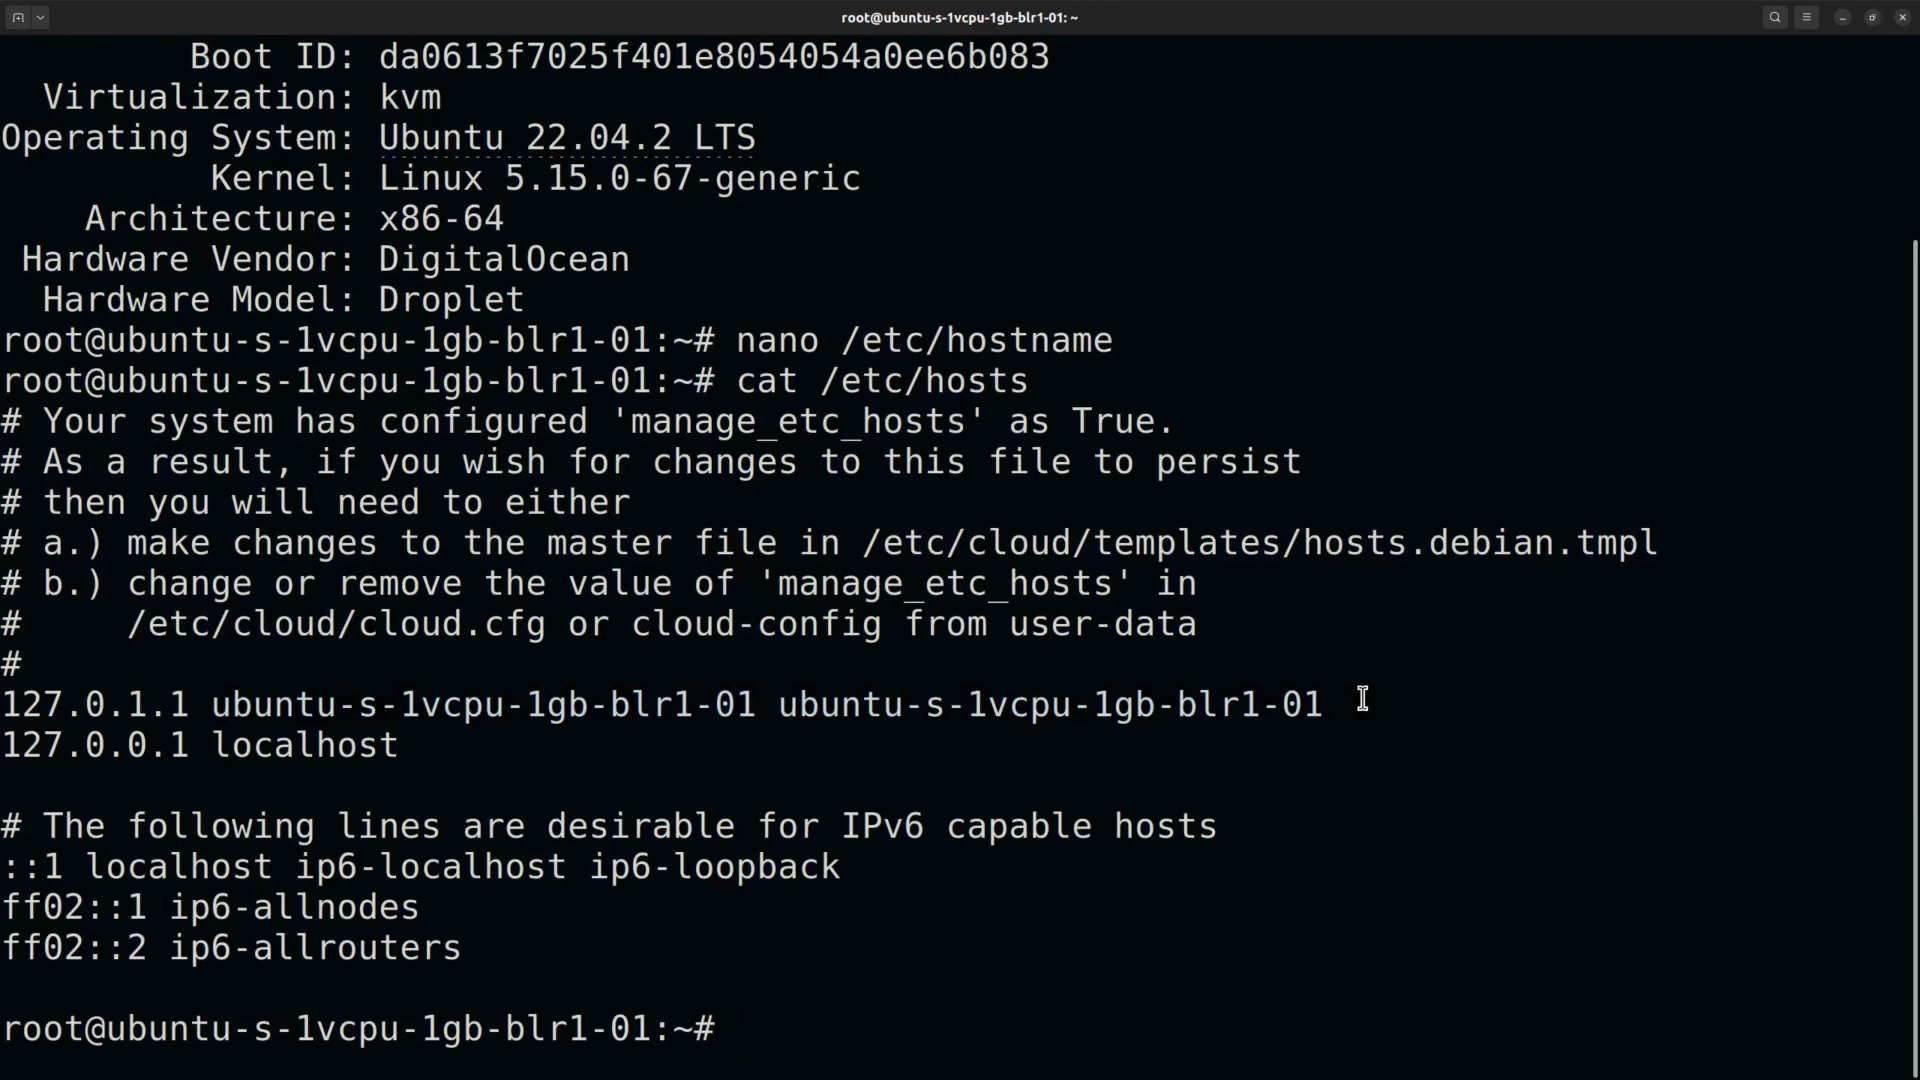 root@ubuntu-s-1vcpu-1gb-blr1-01: ~
Boot ID: da0613f7025f401e8054054a0ee6b083
Virtualization: kvm
Operating System: Ubuntu 22.04.2 LTS
Kernel: Linux 5.15.0-67-generic
Architecture: x86-64
Hardware Vendor: DigitalOcean
Hardware Model: Droplet
root@ubuntu-s-1vcpu-1gb-blr1-01:~# nano /etc/hostname
root@ubuntu-s-1vcpu-1gb-blr1-01:~# cat /etc/hosts
# Your system has configured 'manage_etc_hosts' as True.
# As a result, if you wish for changes to this file to persist
# then you will need to either
# a.) make changes to the master file in /etc/cloud/templates/hosts.debian.tmpl
# b.) change or remove the value of 'manage_etc_hosts' in
#     /etc/cloud/cloud.cfg or cloud-config from user-data
#
127.0.1.1 ubuntu-s-1vcpu-1gb-blr1-01 ubuntu-s-1vcpu-1gb-blr1-01
127.0.0.1 localhost
# The following lines are desirable for IPv6 capable hosts
::1 localhost ip6-localhost ip6-loopback
ff02::1 ip6-allnodes
ff02::2 ip6-allrouters
root@ubuntu-s-1vcpu-1gb-blr1-01:~#